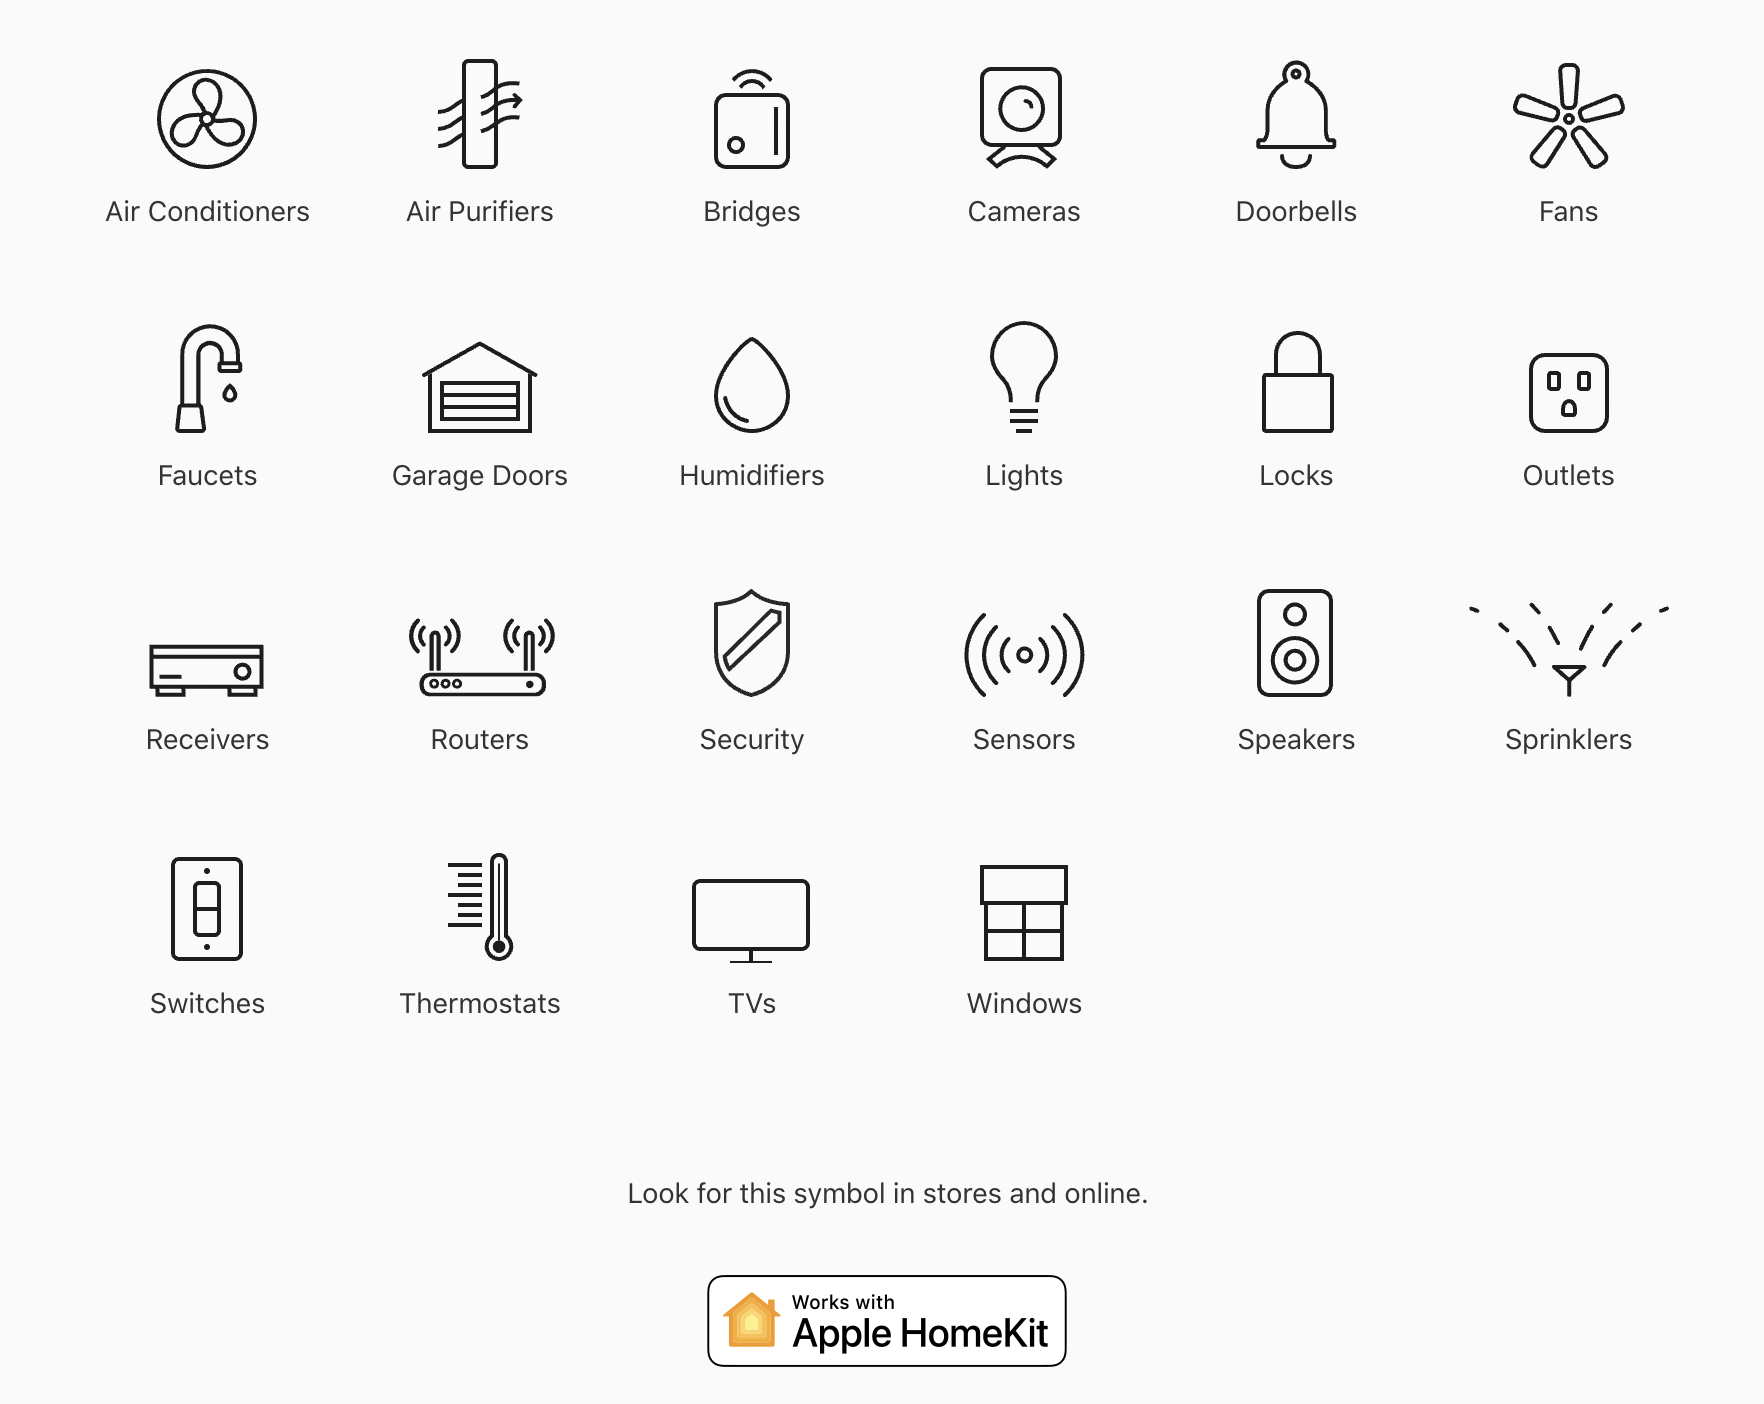 Air Conditioners
Air Purifiers
Bridges
Cameras
Doorbells
Fans
Faucets
Garage Doors
Humidifiers
Lights
Locks
Outlets
Receivers
Routers
Security
Sensors
Speakers
Sprinklers
Switches
Thermostats
TVs
Windows
Look for this symbol in stores and online.
Works with
Apple HomeKit